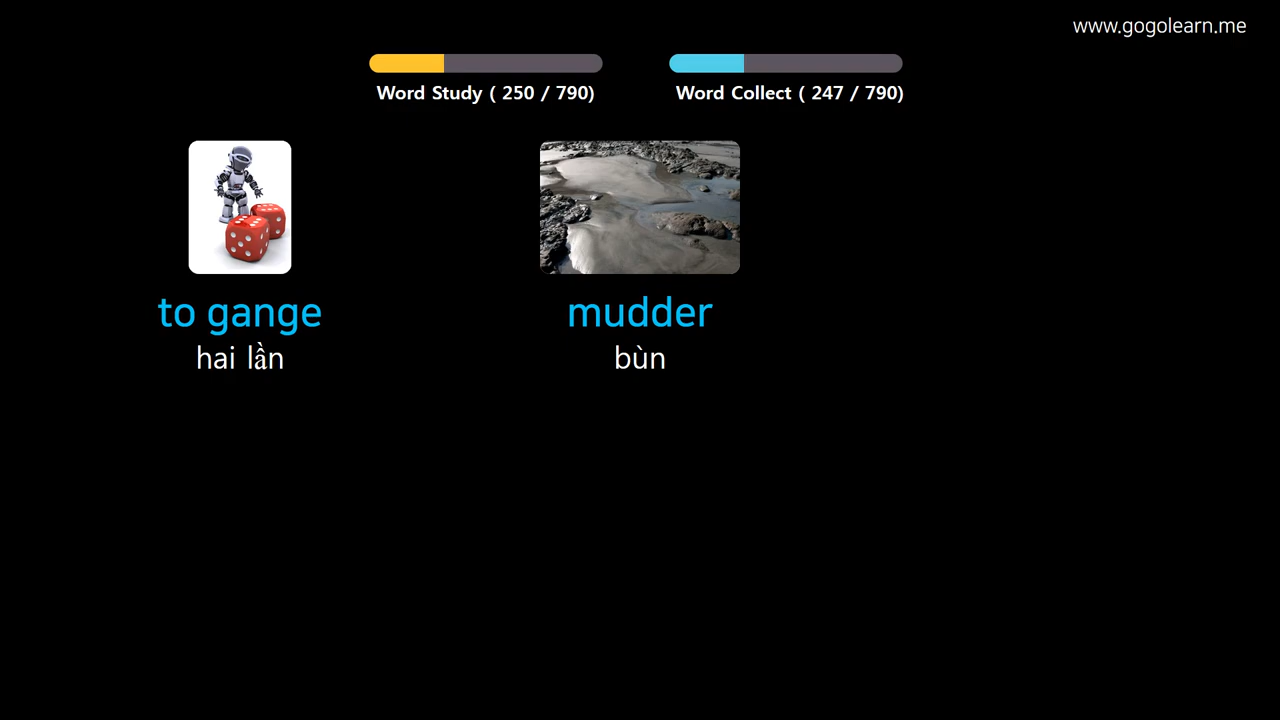 www.gogolearn.me
Word Study ( 250 / 790)
Word Collect ( 247 / 790)
to gange
hai lần
mudder
bùn